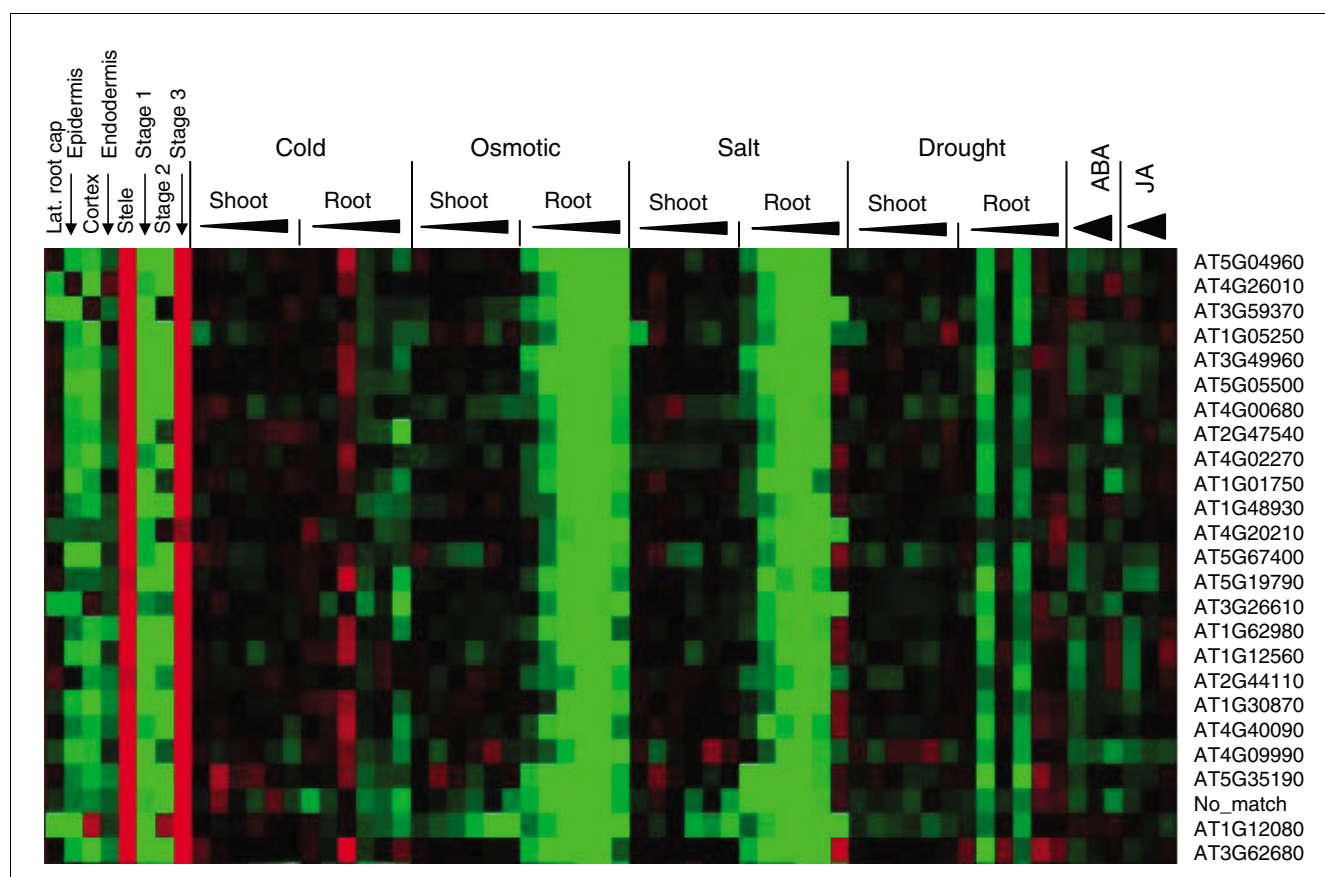 Lat. root cap
Epidermis
Cortex
Endodermis
Stele
Stage 1
Stage 2
Stage 3
Cold
Osmotic
Salt
Drought
ABA
JA
Shoot
Root
Shoot
Root
Shoot
Root
Shoot
Root
AT5G04960
AT4G26010
AT3G59370
AT1G05250
AT3G49960
AT5G05500
AT4G00680
AT2G47540
AT4G02270
AT1G01750
AT1G48930
AT4G20210
AT5G67400
AT5G19790
AT3G26610
AT1G62980
AT1G12560
AT2G44110
AT1G30870
AT4G40090
AT4G09990
AT5G35190
No_match
AT1G12080
AT3G62680